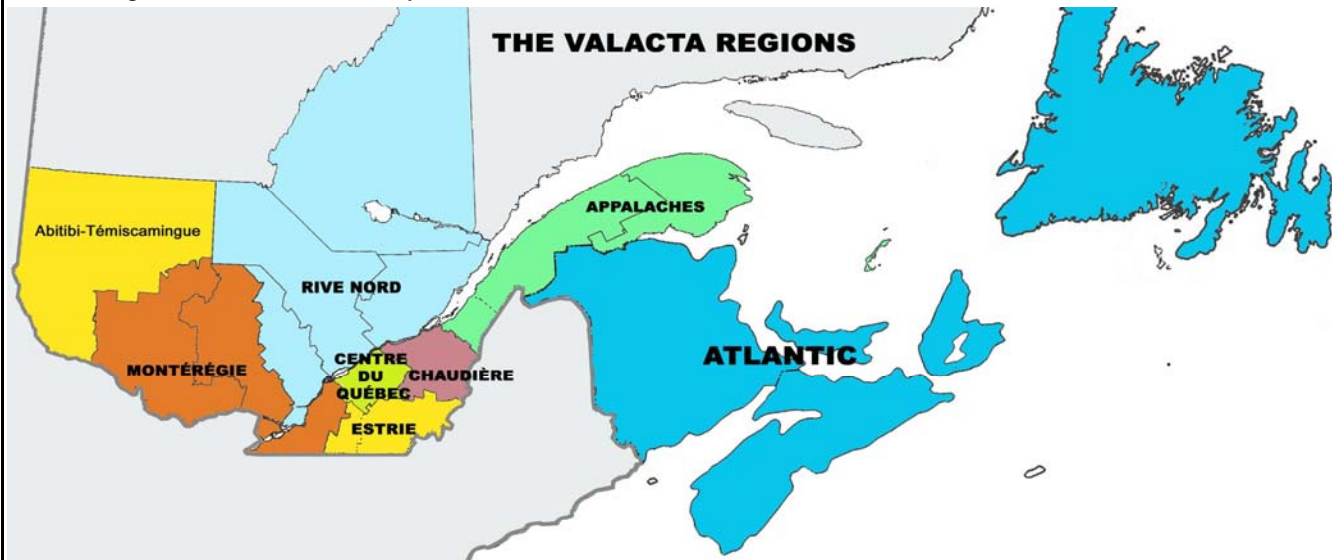 THE VALACTA REGIONS
Abitibi-Témiscamingue
APPALACHES
RIVE NORD
MONTÉRÉGIE
CENTRE
DU
QUÉBEC
CHAUDIÈRE
ATLANTIC
ESTRIE